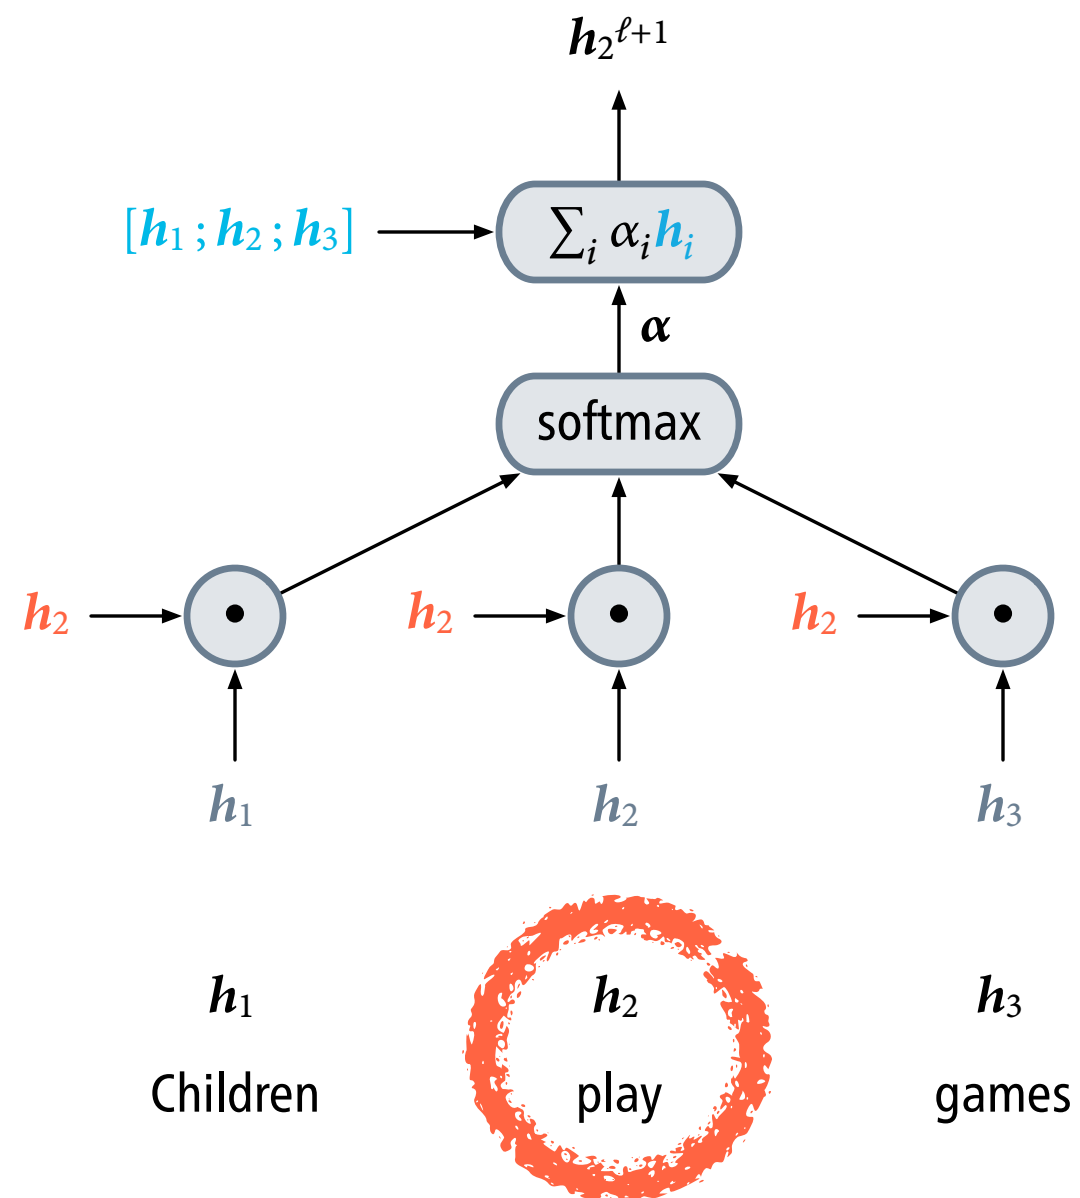 h₂^ℓ+1
[h₁ ; h₂ ; h₃]
∑ᵢ αᵢhᵢ
α
softmax
h₂ • h₂ • h₂ •
h₁ h₂ h₃
h₁ h₂ h₃
Children play games